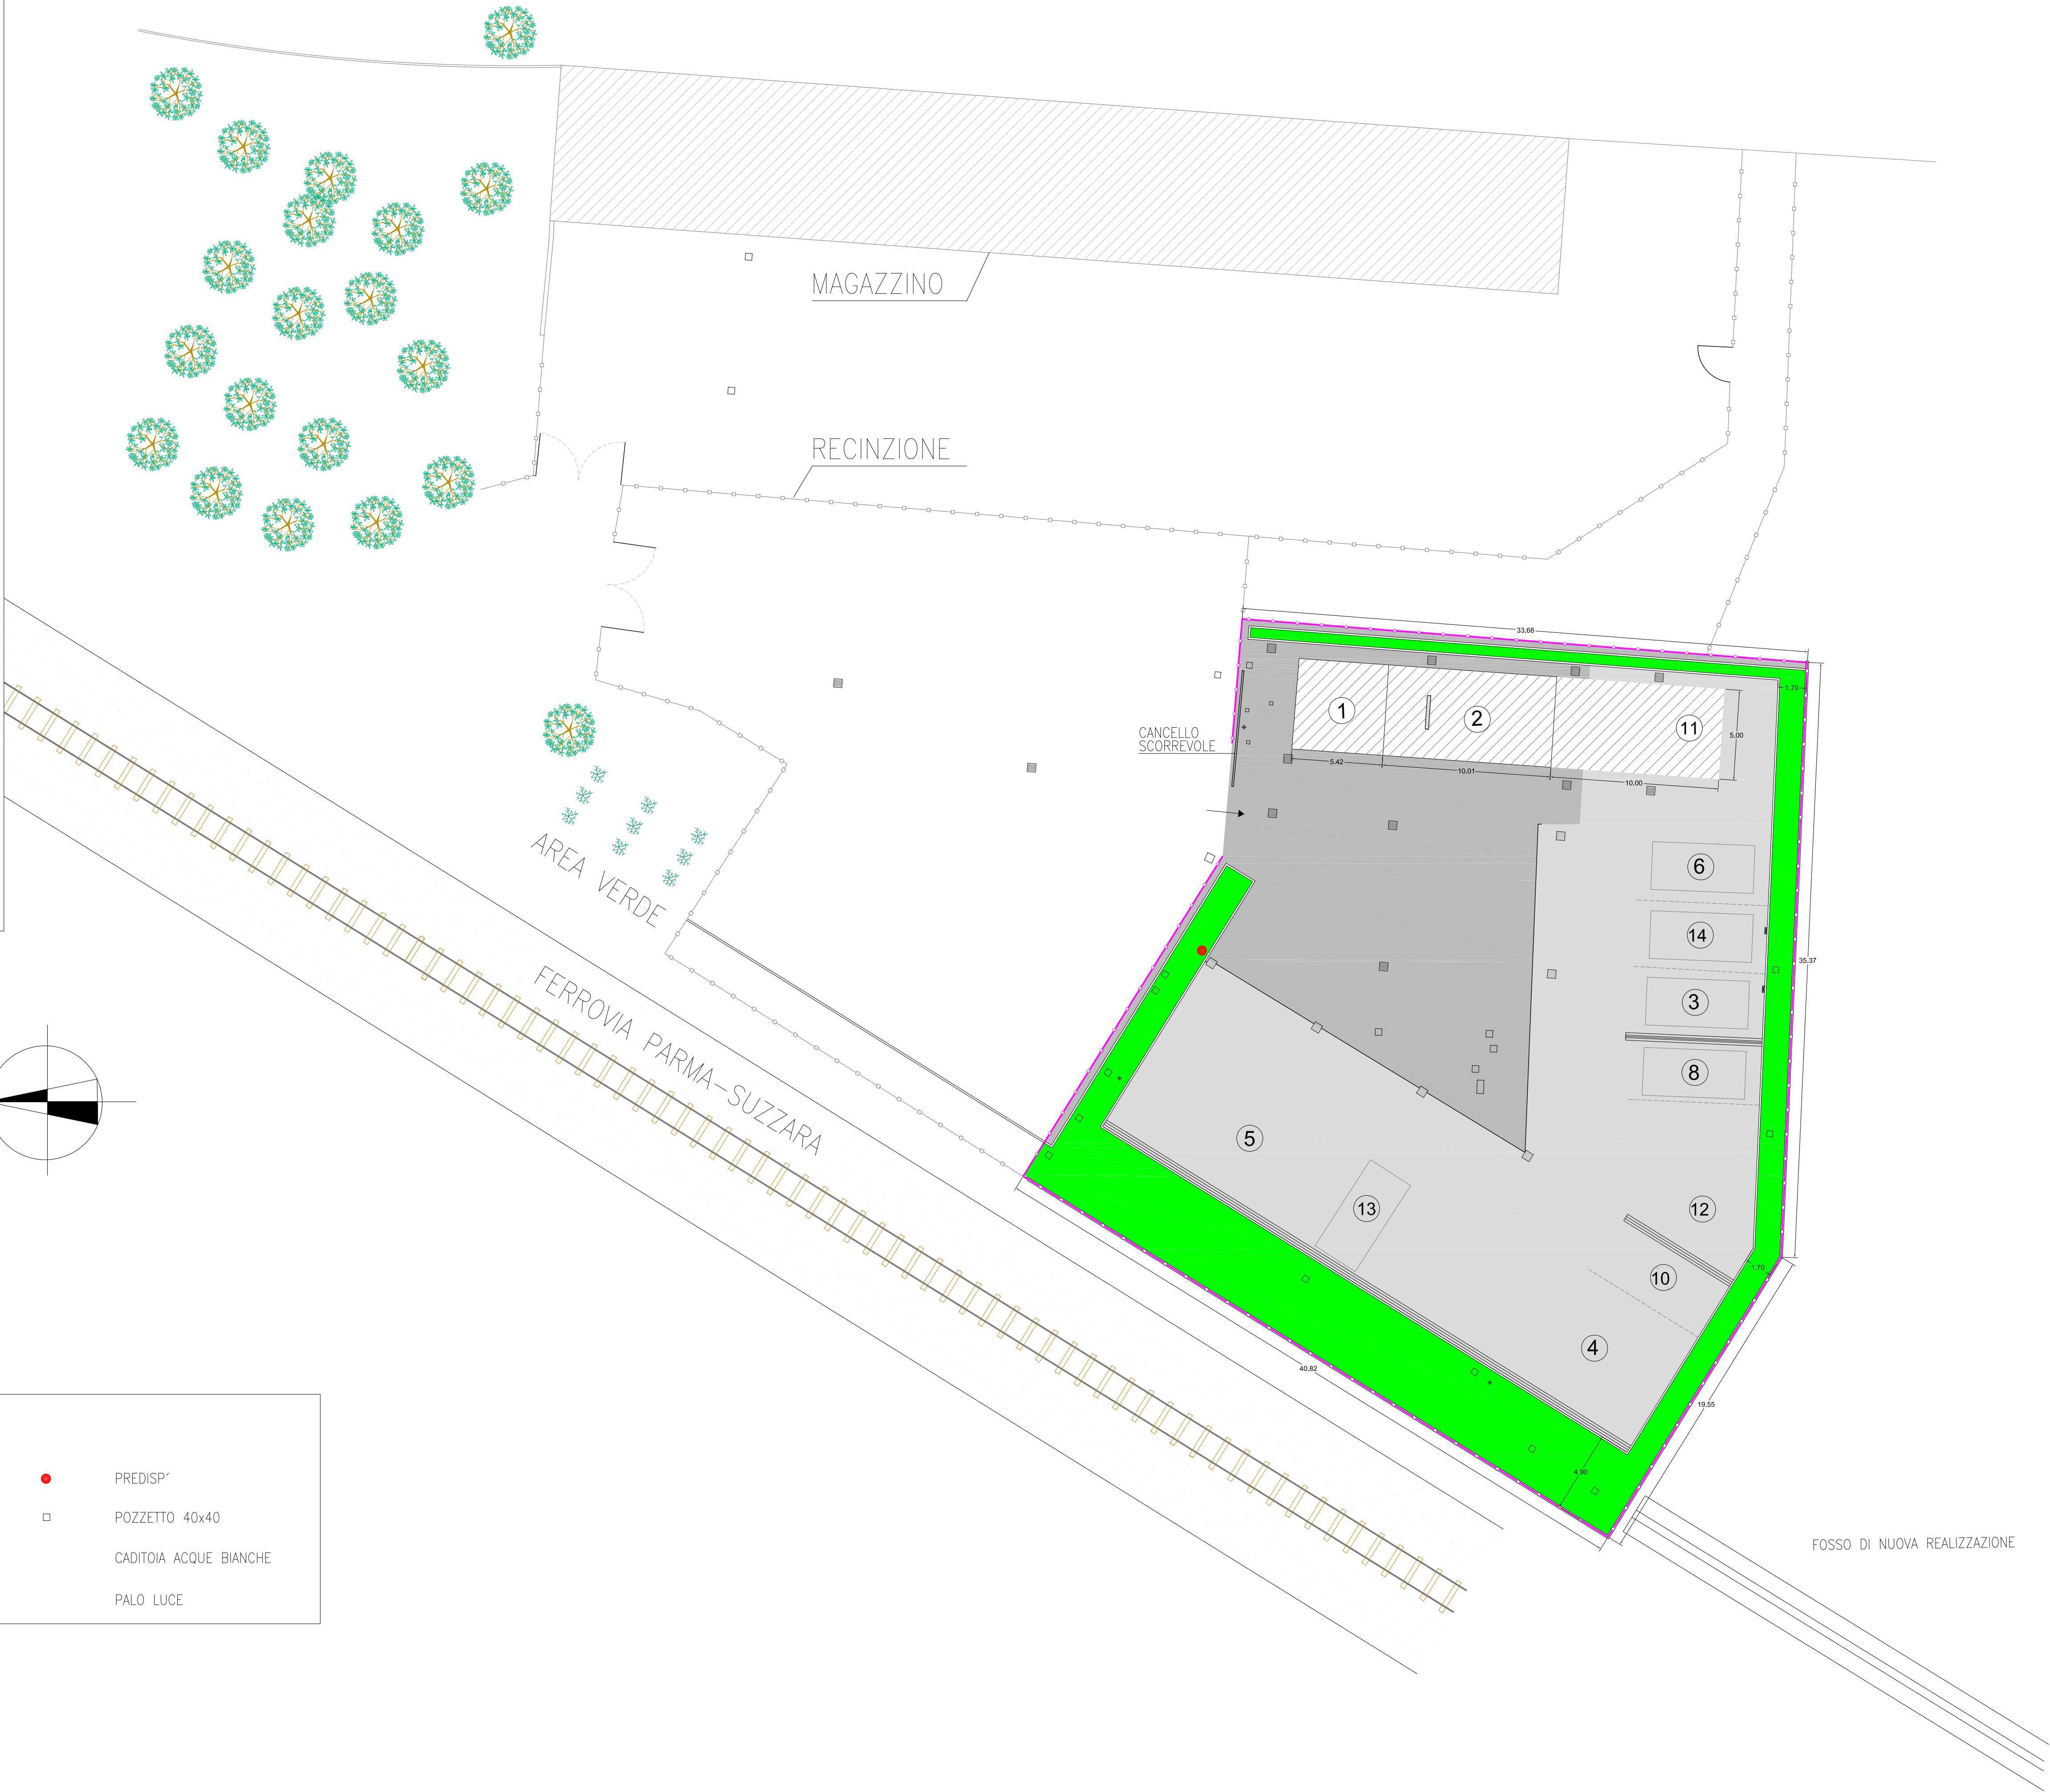 MAGAZZINO
RECINZIONE
33.68
1.70
1
2
11
5.00
CANCELLO
SCORREVOLE
5.42
10.01
10.00
6
AREA VERDE
14
35.37
3
FERROVIA PARMA-SUZZARA
8
5
13
12
1.70
10
4
40.82
19.55
4.90
PREDISP´
POZZETTO 40x40
CADITOIA ACQUE BIANCHE
PALO LUCE
FOSSO DI NUOVA REALIZZAZIONE